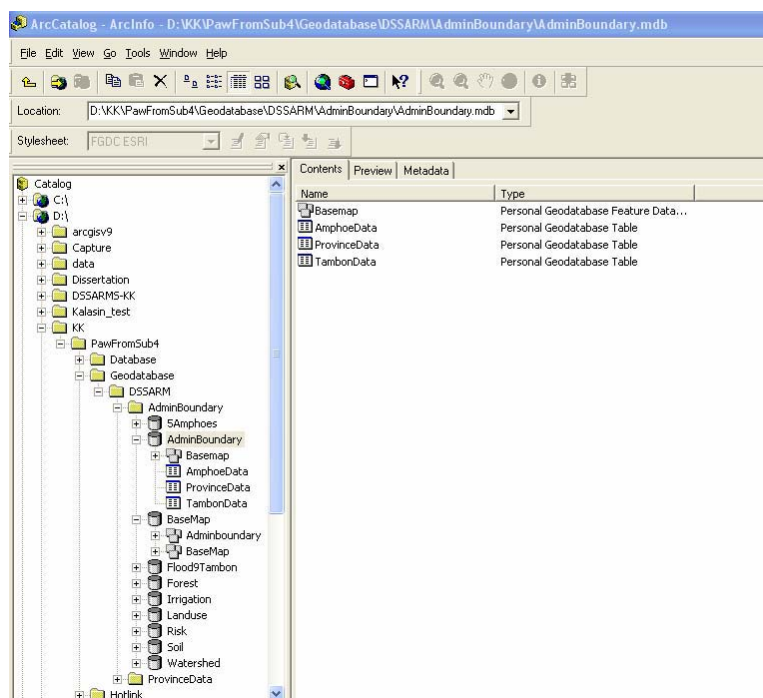 ArcCatalog - ArcInfo - D:\KK\PawFromSub4\Geodatabase\DSSARM\AdminBoundary\AdminBoundary.mdb
File Edit View Go Tools Window Help
Location: D:\KK\PawFromSub4\Geodatabase\DSSARM\AdminBoundary\AdminBoundary.mdb
Stylesheet: FGDC ESRI
Contents Preview Metadata
Name Type
Basemap Personal Geodatabase Feature Data...
AmphoeData Personal Geodatabase Table
ProvinceData Personal Geodatabase Table
TambonData Personal Geodatabase Table
Catalog
C:\
D:\
arcgisv9
Capture
data
Dissertation
DSSARMS-KK
Kalasin_test
KK
PawFromSub4
Database
Geodatabase
DSSARM
AdminBoundary
5Amphoes
AdminBoundary
Basemap
AmphoeData
ProvinceData
TambonData
BaseMap
Adminboundary
BaseMap
Flood9Tambon
Forest
Irrigation
Landuse
Risk
Soil
Watershed
ProvinceData
Hotlink